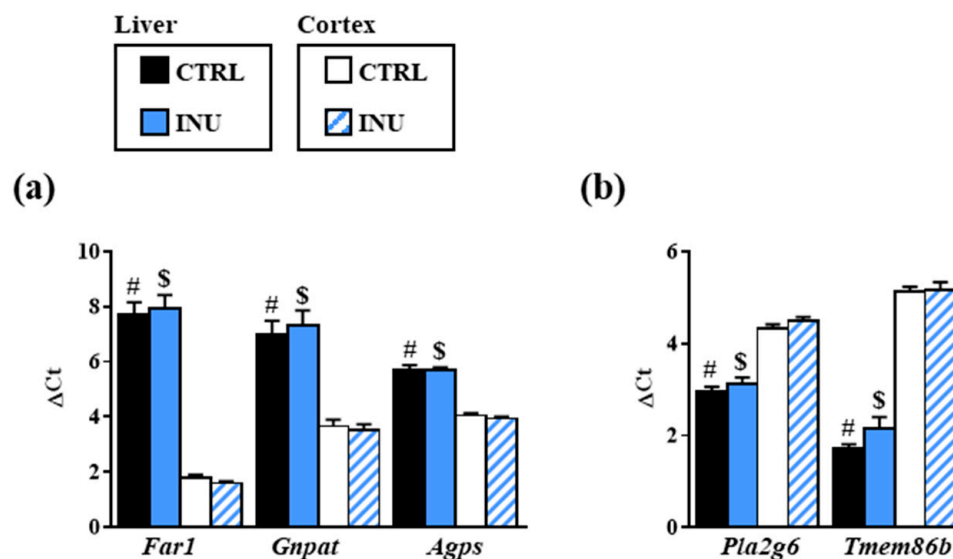 Liver Cortex
CTRL CTRL
INU INU
(a) (b)
10
8
6
4
2
0
ΔCt
# $ # $ # $
Far1 Gnpat Agps
6
4
2
0
ΔCt
# $ # $
Pla2g6 Tmem86b